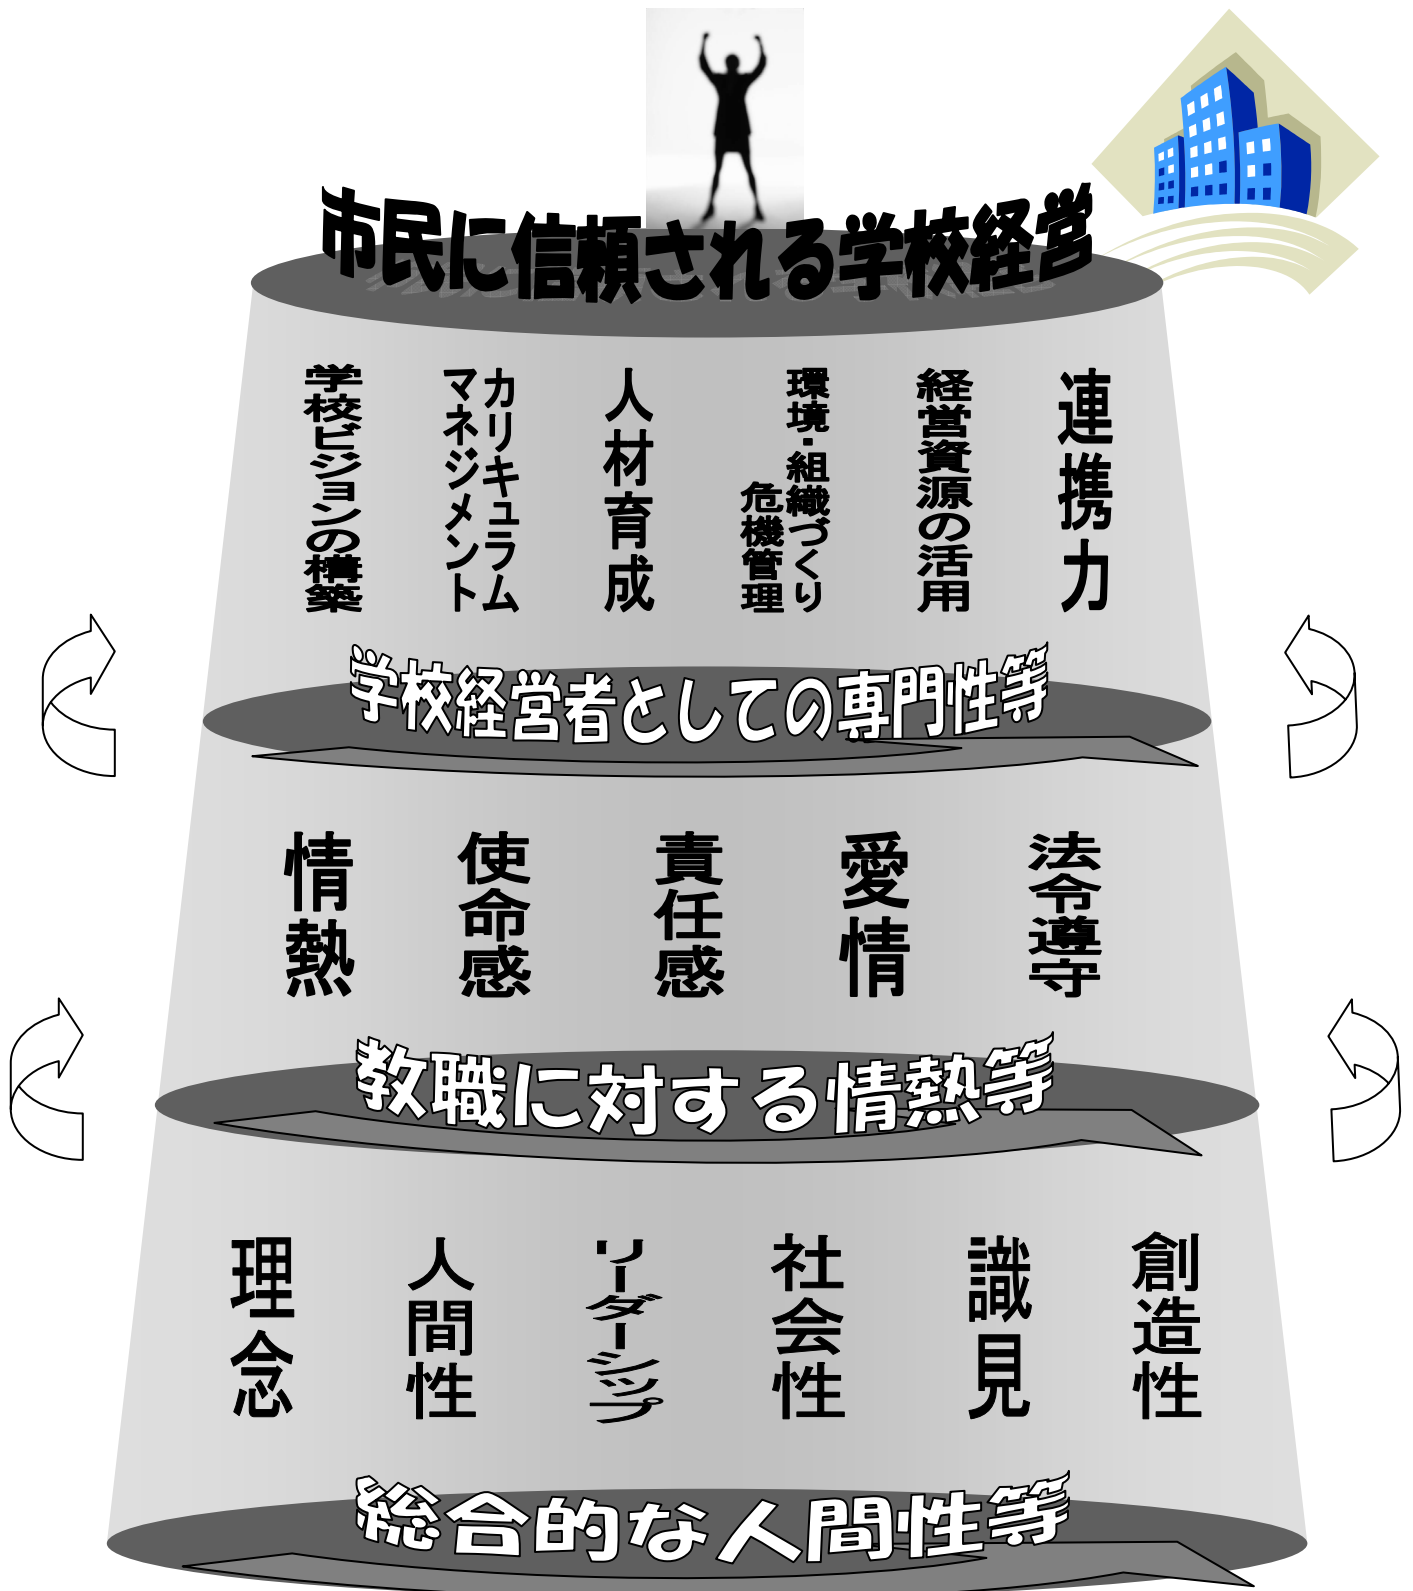 市民に信頼される学校経営
学校ビジョンの構築
カリキュラム
マネジメント
人材育成
環境・組織づくり
危機管理
経営資源の活用
連携力
学校経営者としての専門性等
情熱
使命感
責任感
愛情
法令遵守
教職に対する情熱等
理念
人間性
リーダーシップ
社会性
識見
創造性
総合的な人間性等